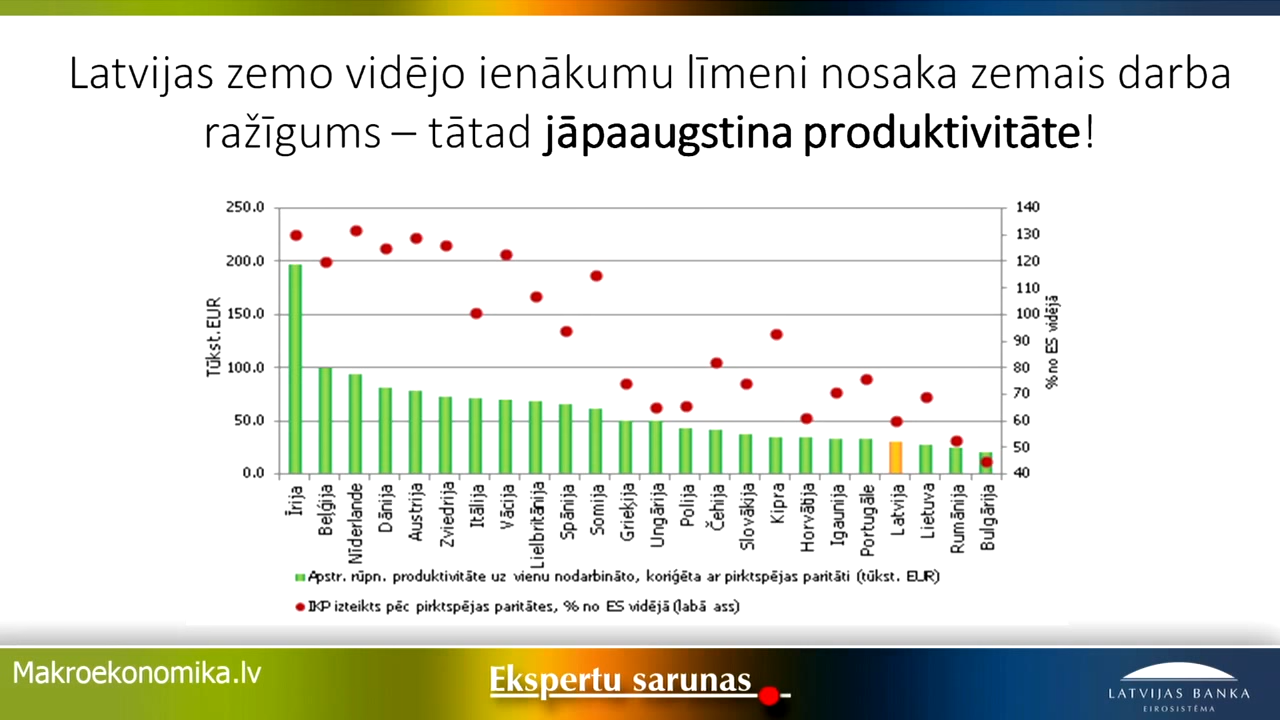 Latvijas zemo vidējo ienākumu līmeni nosaka zemais darba
ražīgums – tātad jāpaaugstina produktivitāte!
250.0
200.0
150.0
100.0
50.0
0.0
Tūkst. EUR
140
130
120
110
100
90
80
70
60
50
40
% no ES vidējā
Īrija
Beļģija
Nīderlande
Dānija
Austrija
Zviedrija
Itālija
Vācija
Lielbritānija
Spānija
Somija
Grieķija
Ungārija
Polija
Čehija
Slovākija
Kipra
Horvātija
Igaunija
Portugāle
Latvija
Lietuva
Rumānija
Bulgārija
Apstr. rūpn. produktivitāte uz vienu nodarbināto, koriģēta ar pirktspējas paritāti (tūkst. EUR)
IKP izteikts pēc pirktspējas paritātes, % no ES vidējā (labā ass)
Makroekonomika.lv
Ekspertu sarunas
LATVIJAS BANKA
EIROSISTĒMA